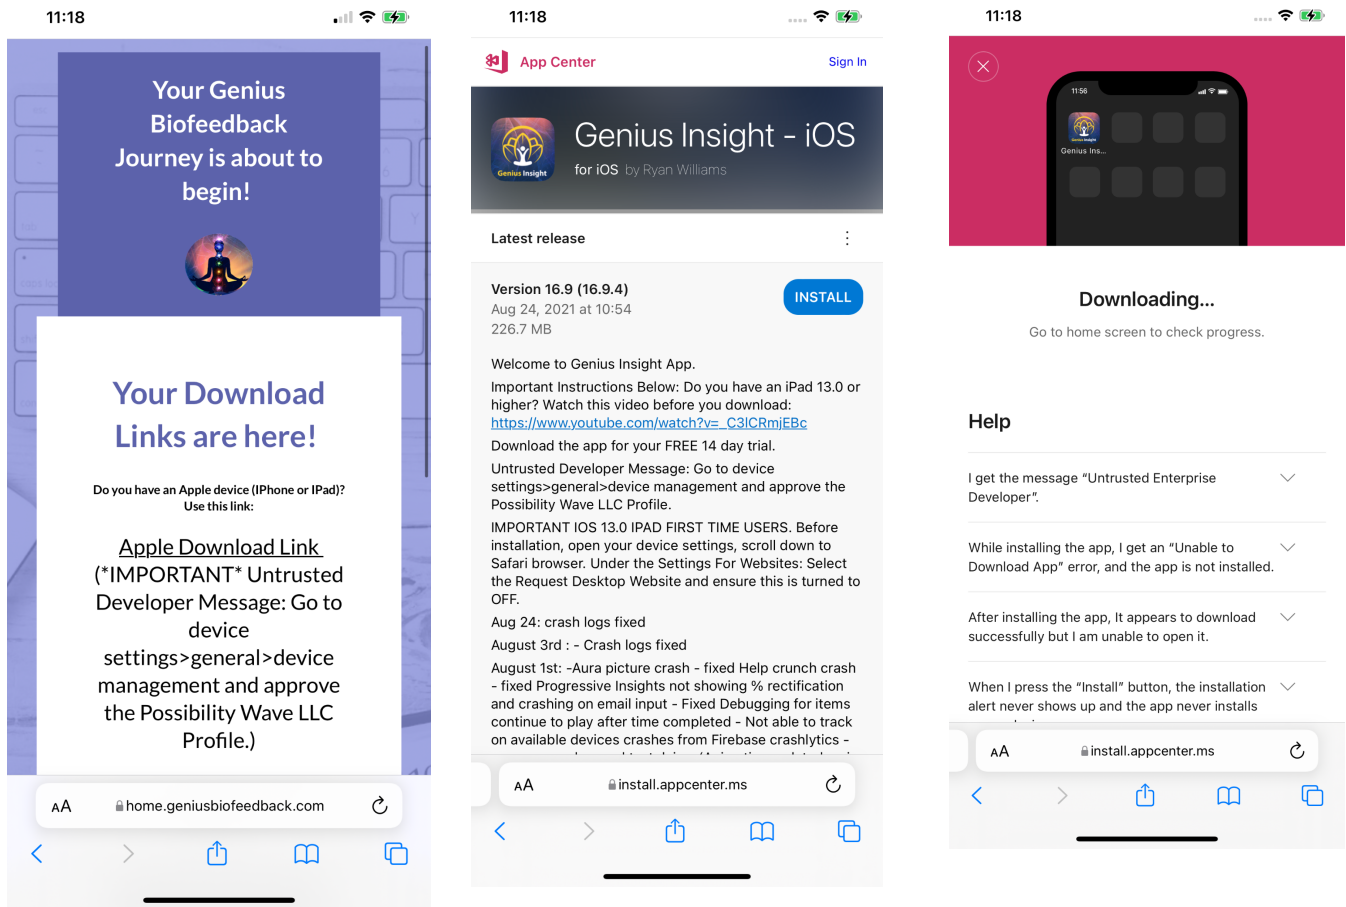 11:18
Your Genius
Biofeedback
Journey is about to
begin!
Your Download
Links are here!
Do you have an Apple device (IPhone or IPad)?
Use this link:
Apple Download Link
(*IMPORTANT* Untrusted
Developer Message: Go to
device
settings>general>device
management and approve
the Possibility Wave LLC
Profile.)
AA home.geniusbiofeedback.com
11:18
App Center
Sign In
Genius Insight
Genius Insight - iOS
for iOS by Ryan Williams
Latest release
Version 16.9 (16.9.4)
Aug 24, 2021 at 10:54
226.7 MB
INSTALL
Welcome to Genius Insight App.
Important Instructions Below: Do you have an iPad 13.0 or
higher? Watch this video before you download:
https://www.youtube.com/watch?v=_C3ICRmjEBc
Download the app for your FREE 14 day trial.
Untrusted Developer Message: Go to device
settings>general>device management and approve the
Possibility Wave LLC Profile.
IMPORTANT IOS 13.0 IPAD FIRST TIME USERS. Before
installation, open your device settings, scroll down to
Safari browser. Under the Settings For Websites: Select
the Request Desktop Website and ensure this is turned to
OFF.
Aug 24: crash logs fixed
August 3rd : - Crash logs fixed
August 1st: -Aura picture crash - fixed Help crunch crash
- fixed Progressive Insights not showing % rectification
and crashing on email input - Fixed Debugging for items
continue to play after time completed - Not able to track
on available devices crashes from Firebase crashlytics -
AA install.appcenter.ms
11:18
11:56
Genius Insight
Genius Ins...
Downloading...
Go to home screen to check progress.
Help
I get the message “Untrusted Enterprise
Developer”.
While installing the app, I get an “Unable to
Download App” error, and the app is not installed.
After installing the app, It appears to download
successfully but I am unable to open it.
When I press the “Install” button, the installation
alert never shows up and the app never installs
AA install.appcenter.ms